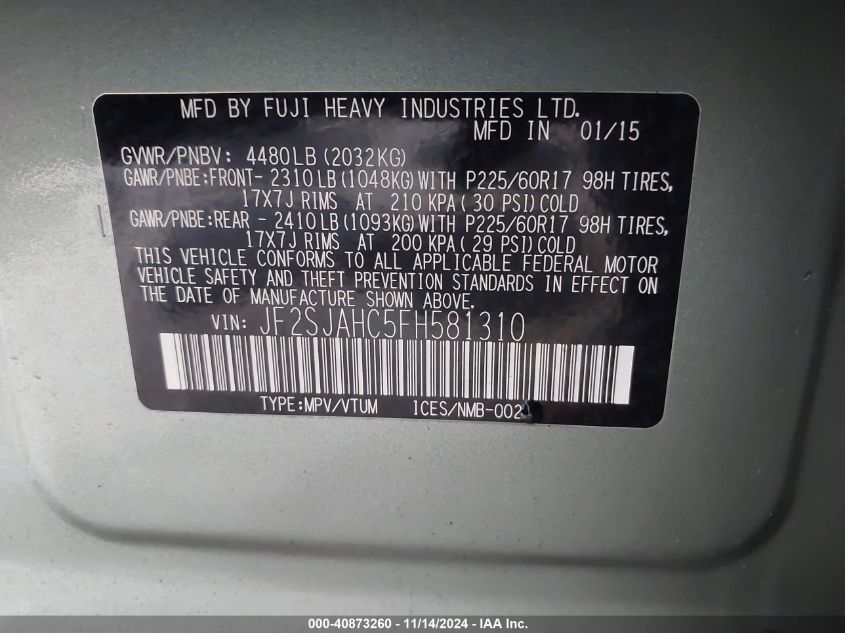 MFD BY FUJI HEAVY INDUSTRIES LTD.
MFD IN 01/15
GVWR/PNBV: 4480LB (2032KG)
GAWR/PNBE:FRONT- 2310LB (1048KG) WITH P225/60R17 98H TIRES,
17X7J RIMS AT 210 KPA ( 30 PSI) COLD
GAWR/PNBE:REAR - 2410LB (1093KG) WITH P225/60R17 98H TIRES,
17X7J RIMS AT 200 KPA ( 29 PSI) COLD
THIS VEHICLE CONFORMS TO ALL APPLICABLE FEDERAL MOTOR
VEHICLE SAFETY AND THEFT PREVENTION STANDARDS IN EFFECT ON
THE DATE OF MANUFACTURE SHOWN ABOVE.
VIN: JF2SJAHC5FH581310
TYPE:MPV/VTUM ICES/NMB-002
000-40873260 - 11/14/2024 - IAA Inc.